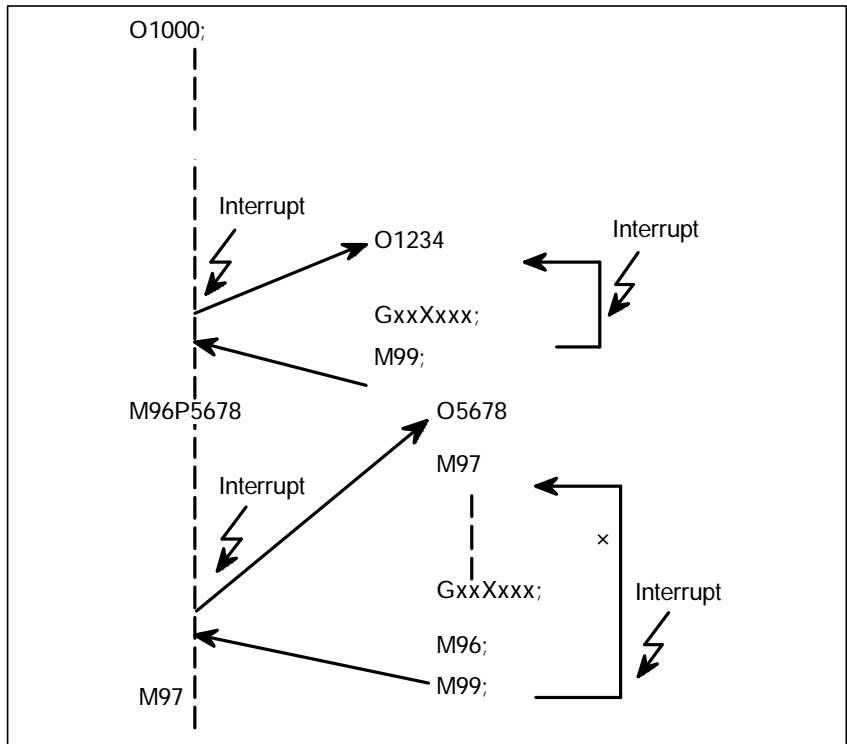 O1000;
Interrupt
O1234
Interrupt
GxxXxxx;
M99;
M96P5678
O5678
M97
Interrupt
×
GxxXxxx;
Interrupt
M96;
M99;
M97